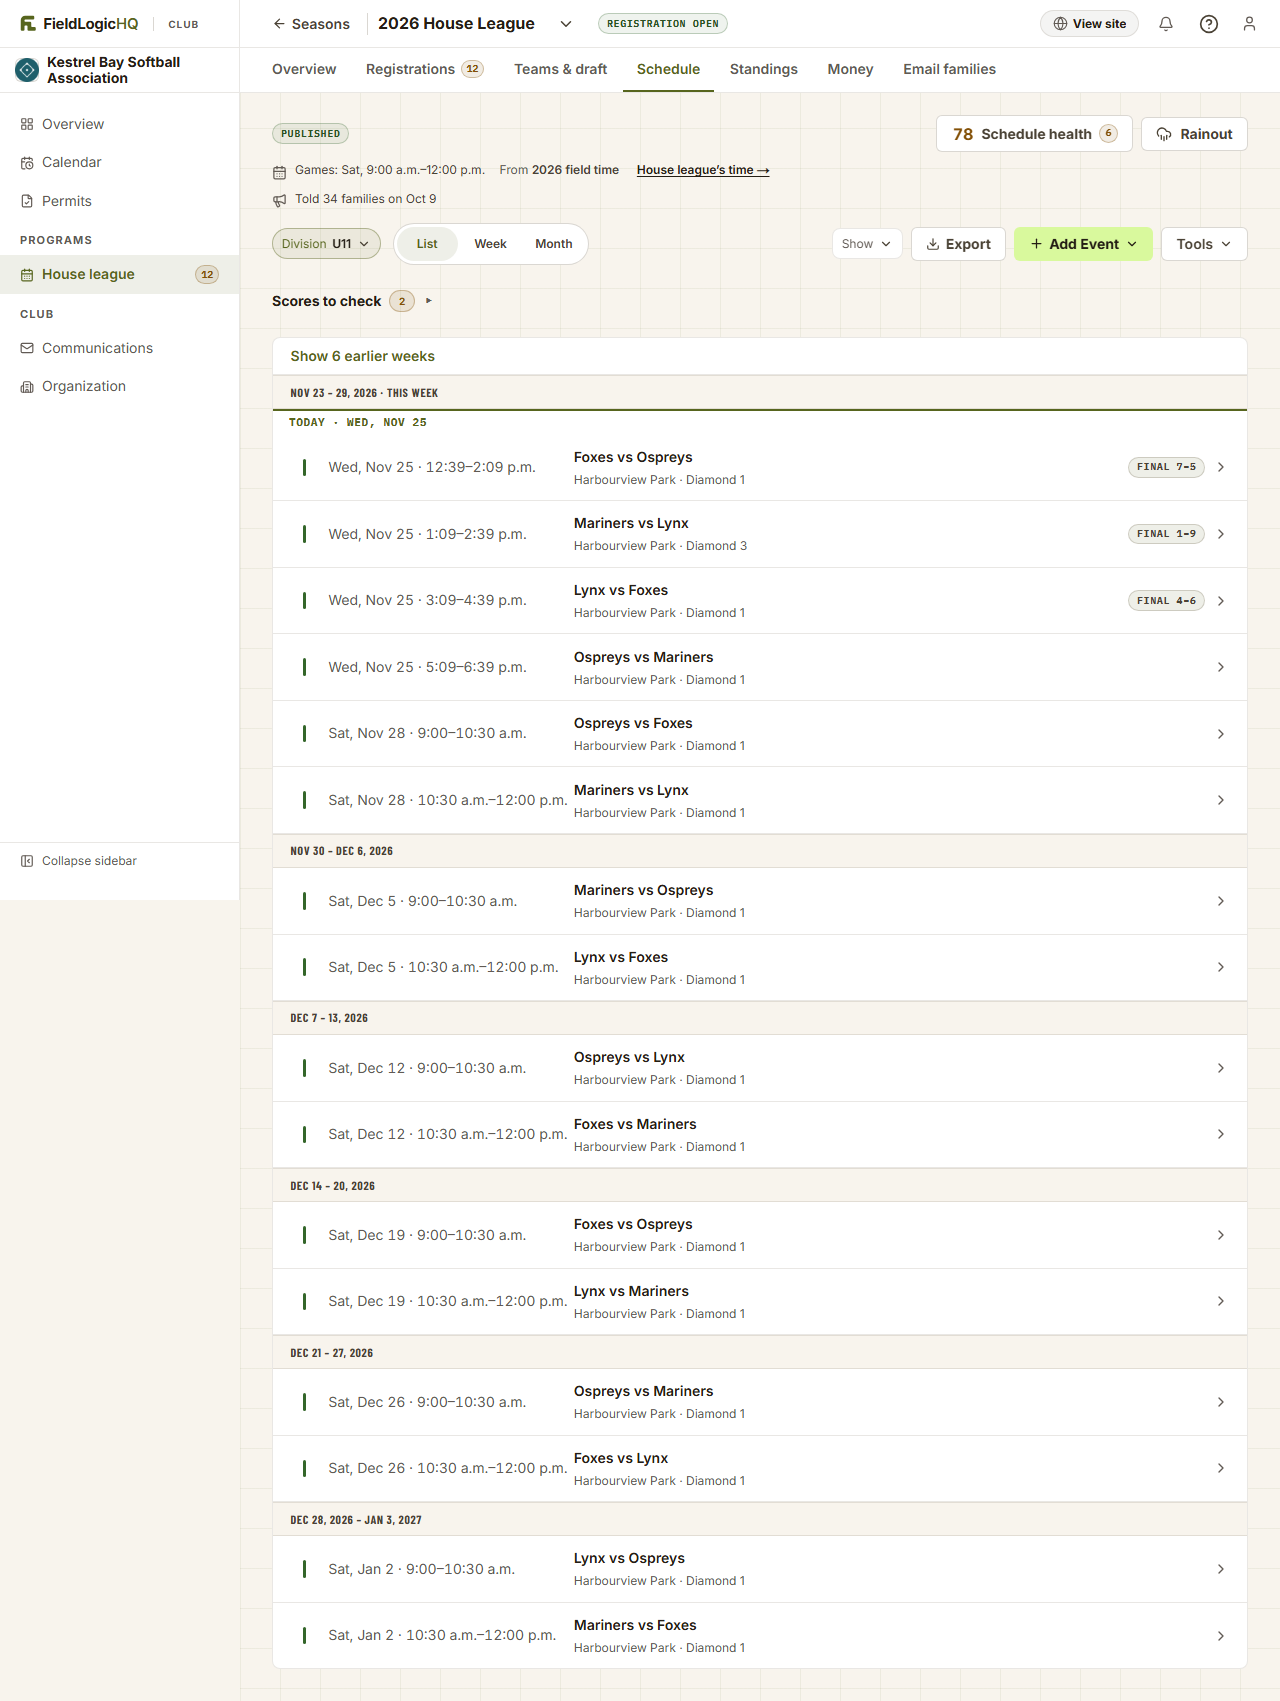 FieldLogicHQ CLUB
Kestrel Bay Softball
Association
Overview
Calendar
Permits
PROGRAMS
House league 12
CLUB
Communications
Organization
Collapse sidebar
← Seasons 2026 House League REGISTRATION OPEN View site
Overview Registrations 12 Teams & draft Schedule Standings Money Email families
PUBLISHED
78 Schedule health 6 Rainout
Games: Sat, 9:00 a.m.–12:00 p.m. From 2026 field time House league's time →
Told 34 families on Oct 9
Division U11 List Week Month Show Export + Add Event Tools
Scores to check 2
Show 6 earlier weeks
NOV 23 – 29, 2026 · THIS WEEK
TODAY · WED, NOV 25
Wed, Nov 25 · 12:39–2:09 p.m. Foxes vs Ospreys FINAL 7–5
Harbourview Park · Diamond 1
Wed, Nov 25 · 1:09–2:39 p.m. Mariners vs Lynx FINAL 1–9
Harbourview Park · Diamond 3
Wed, Nov 25 · 3:09–4:39 p.m. Lynx vs Foxes FINAL 4–6
Harbourview Park · Diamond 1
Wed, Nov 25 · 5:09–6:39 p.m. Ospreys vs Mariners
Harbourview Park · Diamond 1
Sat, Nov 28 · 9:00–10:30 a.m. Ospreys vs Foxes
Harbourview Park · Diamond 1
Sat, Nov 28 · 10:30 a.m.–12:00 p.m. Mariners vs Lynx
Harbourview Park · Diamond 1
NOV 30 – DEC 6, 2026
Sat, Dec 5 · 9:00–10:30 a.m. Mariners vs Ospreys
Harbourview Park · Diamond 1
Sat, Dec 5 · 10:30 a.m.–12:00 p.m. Lynx vs Foxes
Harbourview Park · Diamond 1
DEC 7 – 13, 2026
Sat, Dec 12 · 9:00–10:30 a.m. Ospreys vs Lynx
Harbourview Park · Diamond 1
Sat, Dec 12 · 10:30 a.m.–12:00 p.m. Foxes vs Mariners
Harbourview Park · Diamond 1
DEC 14 – 20, 2026
Sat, Dec 19 · 9:00–10:30 a.m. Foxes vs Ospreys
Harbourview Park · Diamond 1
Sat, Dec 19 · 10:30 a.m.–12:00 p.m. Lynx vs Mariners
Harbourview Park · Diamond 1
DEC 21 – 27, 2026
Sat, Dec 26 · 9:00–10:30 a.m. Ospreys vs Mariners
Harbourview Park · Diamond 1
Sat, Dec 26 · 10:30 a.m.–12:00 p.m. Foxes vs Lynx
Harbourview Park · Diamond 1
DEC 28, 2026 – JAN 3, 2027
Sat, Jan 2 · 9:00–10:30 a.m. Lynx vs Ospreys
Harbourview Park · Diamond 1
Sat, Jan 2 · 10:30 a.m.–12:00 p.m. Mariners vs Foxes
Harbourview Park · Diamond 1